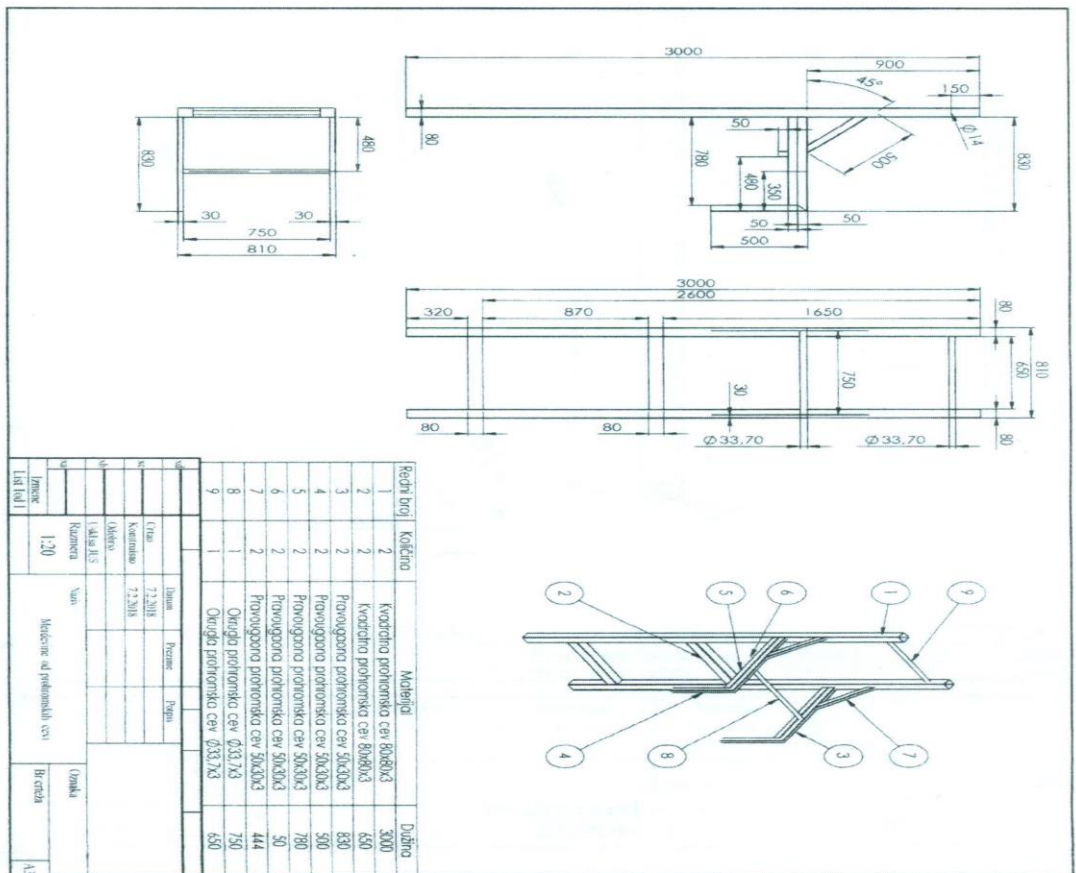 3000
900
45°
150
Ø14
50
80
780
480
350
500
830
50
50
500
830
480
30
30
750
810
3000
2600
320
870
1650
80
810
650
750
30
80
80
Ø33,70
Ø33,70
80
1
2
3
4
5
6
7
8
9
Redni broj Količina Materijal Dužina
1 2 Kvadratna prohromska cev 80x80x3 3000
2 2 Kvadratna prohromska cev 80x80x3 650
3 2 Pravougaona prohromska cev 50x30x3 830
4 2 Pravougaona prohromska cev 50x30x3 500
5 2 Pravougaona prohromska cev 50x30x3 780
6 2 Pravougaona prohromska cev 50x30x3 50
7 2 Pravougaona prohromska cev 50x30x3 444
8 1 Okrugla prohromska cev Ø33,7x3 750
9 1 Okrugla prohromska cev Ø33,7x3 650
Datum Prezime Potpis
Crtao 7.2.2018
Konstruisao 7.2.2018
Odobrio
Razmera
1:20
Naziv
Merdevine od prohromskih cevi
Oznaka
Br crteža
Izmene